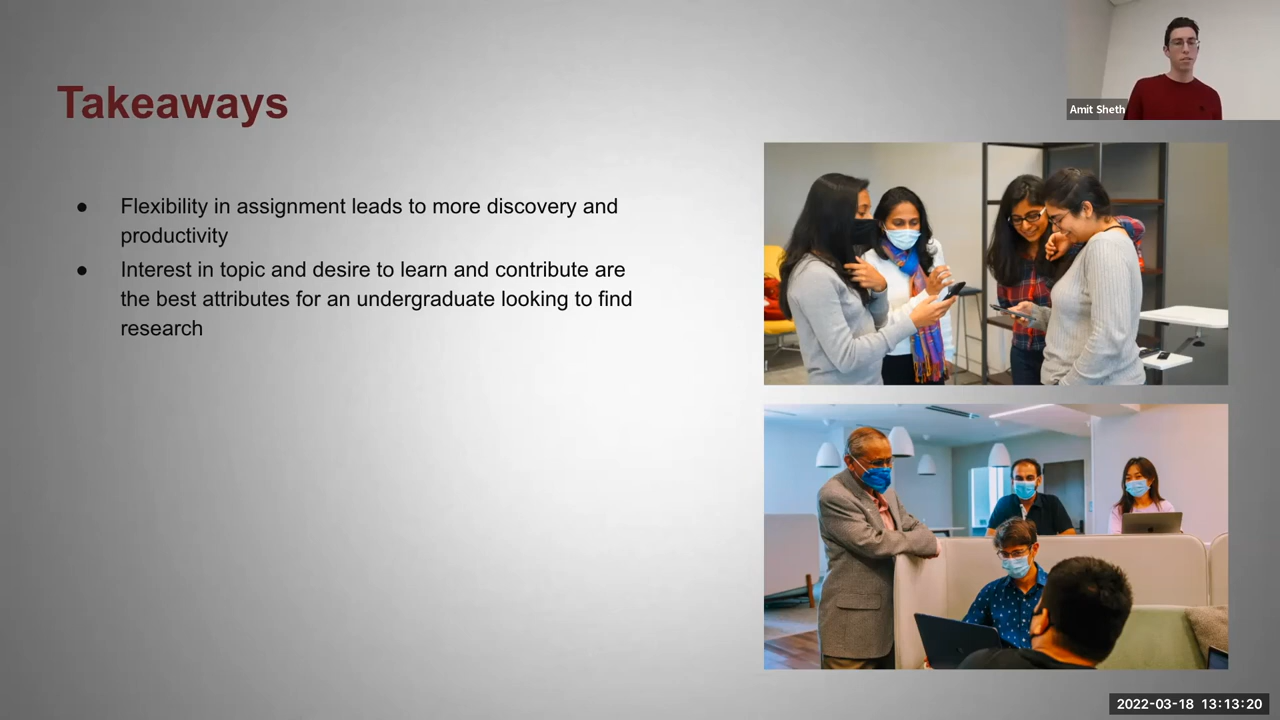 Takeaways
Amit Sheth
● Flexibility in assignment leads to more discovery and
productivity
● Interest in topic and desire to learn and contribute are
the best attributes for an undergraduate looking to find
research
2022-03-18 13:13:20